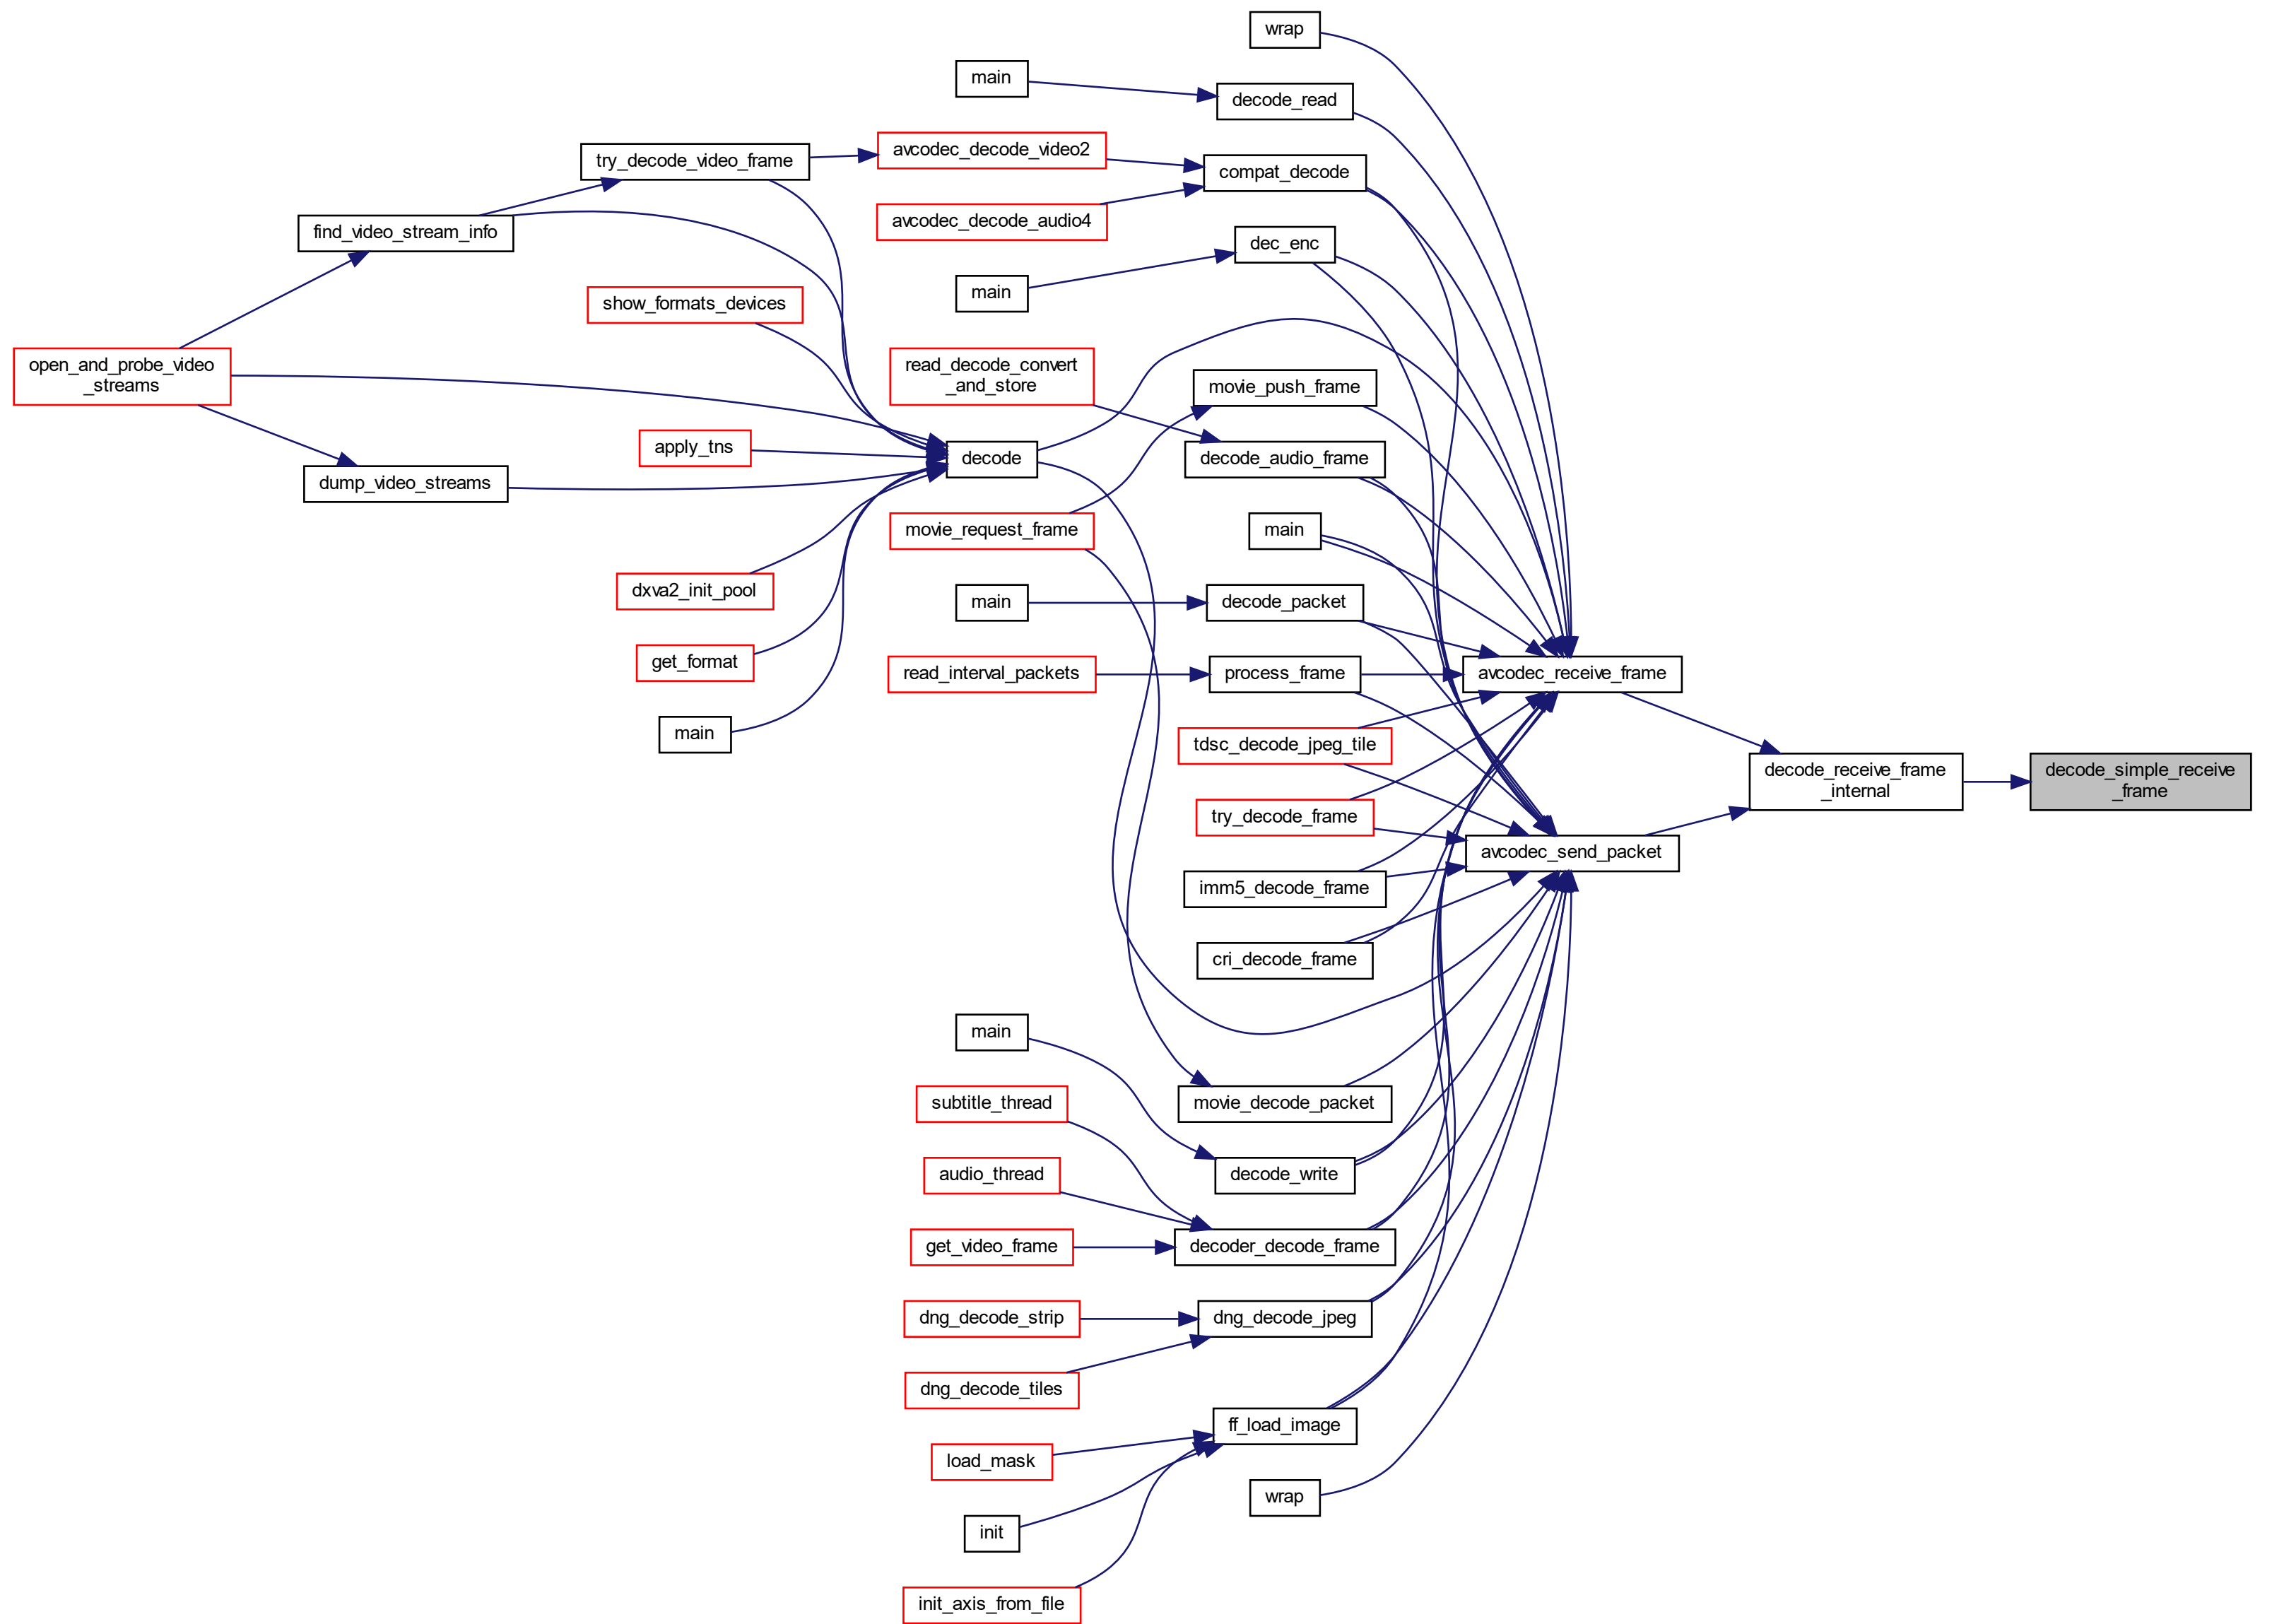 wrap
main
decode_read
avcodec_decode_video2
try_decode_video_frame
compat_decode
avcodec_decode_audio4
find_video_stream_info
dec_enc
main
show_formats_devices
open_and_probe_video
_streams
read_decode_convert
_and_store
movie_push_frame
apply_tns
decode
decode_audio_frame
dump_video_streams
movie_request_frame
main
dxva2_init_pool
main
decode_packet
get_format
read_interval_packets
process_frame
avcodec_receive_frame
main
tdsc_decode_jpeg_tile
decode_receive_frame
_internal
decode_simple_receive
_frame
try_decode_frame
avcodec_send_packet
imm5_decode_frame
cri_decode_frame
main
subtitle_thread
movie_decode_packet
audio_thread
decode_write
get_video_frame
decoder_decode_frame
dng_decode_strip
dng_decode_jpeg
dng_decode_tiles
ff_load_image
load_mask
wrap
init
init_axis_from_file